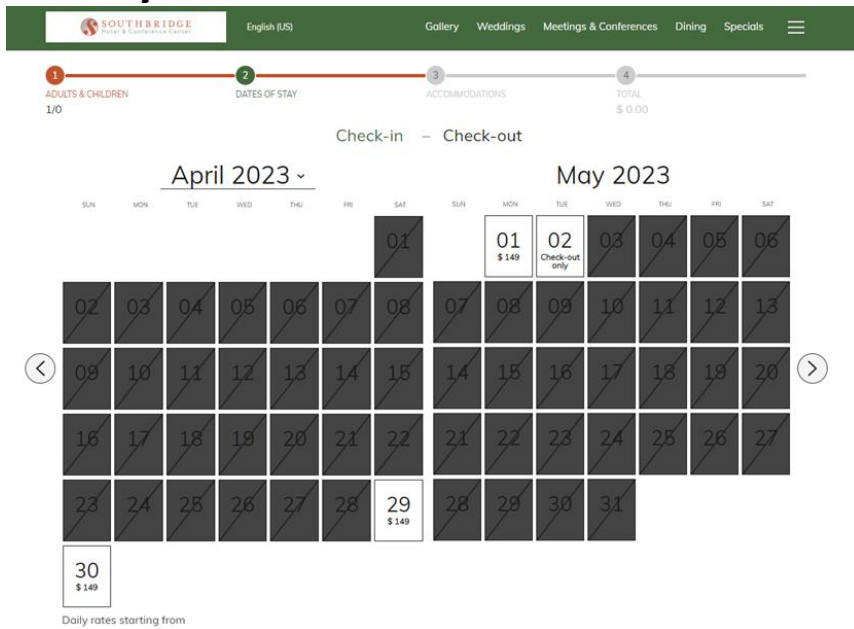 SOUTHBRIDGE
Hotel & Conference Center
English (US)
Gallery Weddings Meetings & Conferences Dining Specials
1 2 3 4
ADULTS & CHILDREN DATES OF STAY ACCOMMODATIONS TOTAL
1/0 $ 0.00
Check-in – Check-out
April 2023
SUN MON TUE WED THU FRI SAT
01
02 03 04 05 06 07 08
09 10 11 12 13 14 15
16 17 18 19 20 21 22
23 24 25 26 27 28 29
$ 149
30
$ 149
Daily rates starting from
May 2023
SUN MON TUE WED THU FRI SAT
01 02 03 04 05 06
$ 149 Check-out
only
07 08 09 10 11 12 13
14 15 16 17 18 19 20
21 22 23 24 25 26 27
28 29 30 31